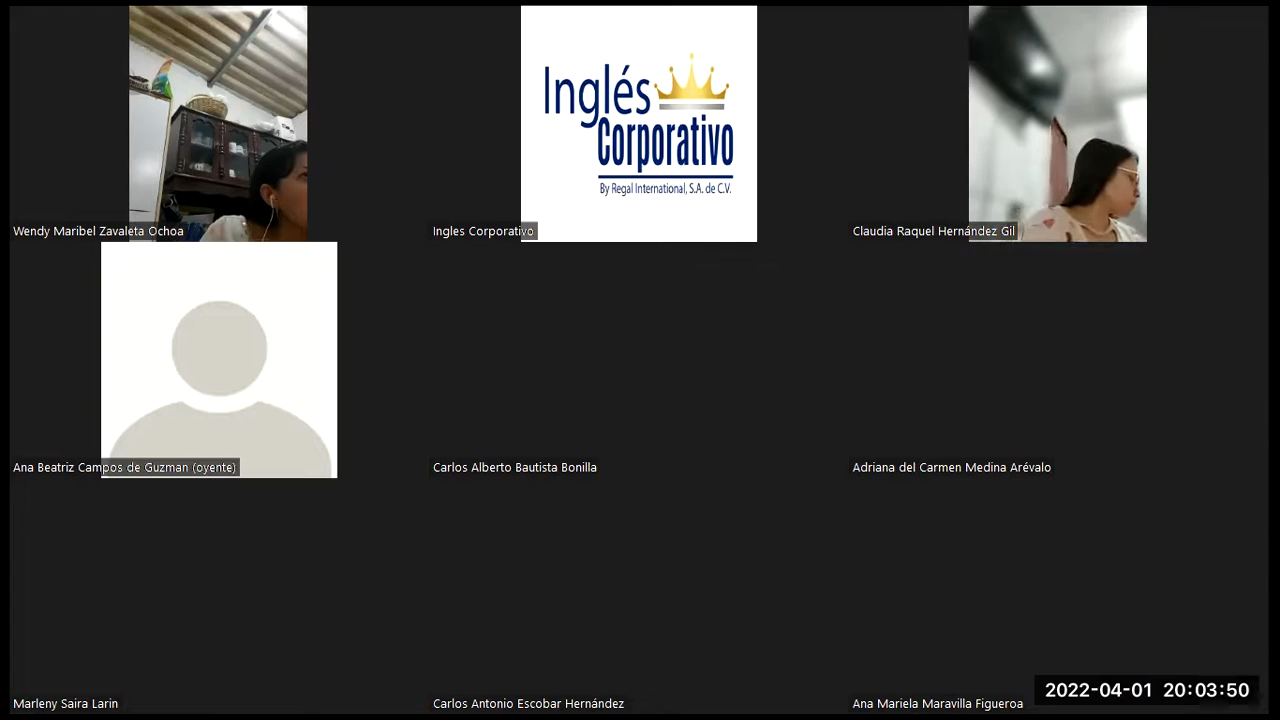 Inglés
Corporativo
By Regal International, S.A. de C.V.
Wendy Maribel Zavaleta Ochoa
Ingles Corporativo
Claudia Raquel Hernández Gil
Ana Beatriz Campos de Guzman (oyente)
Carlos Alberto Bautista Bonilla
Adriana del Carmen Medina Arévalo
Marleny Saira Larin
Carlos Antonio Escobar Hernández
Ana Mariela Maravilla Figueroa
2022-04-01 20:03:50